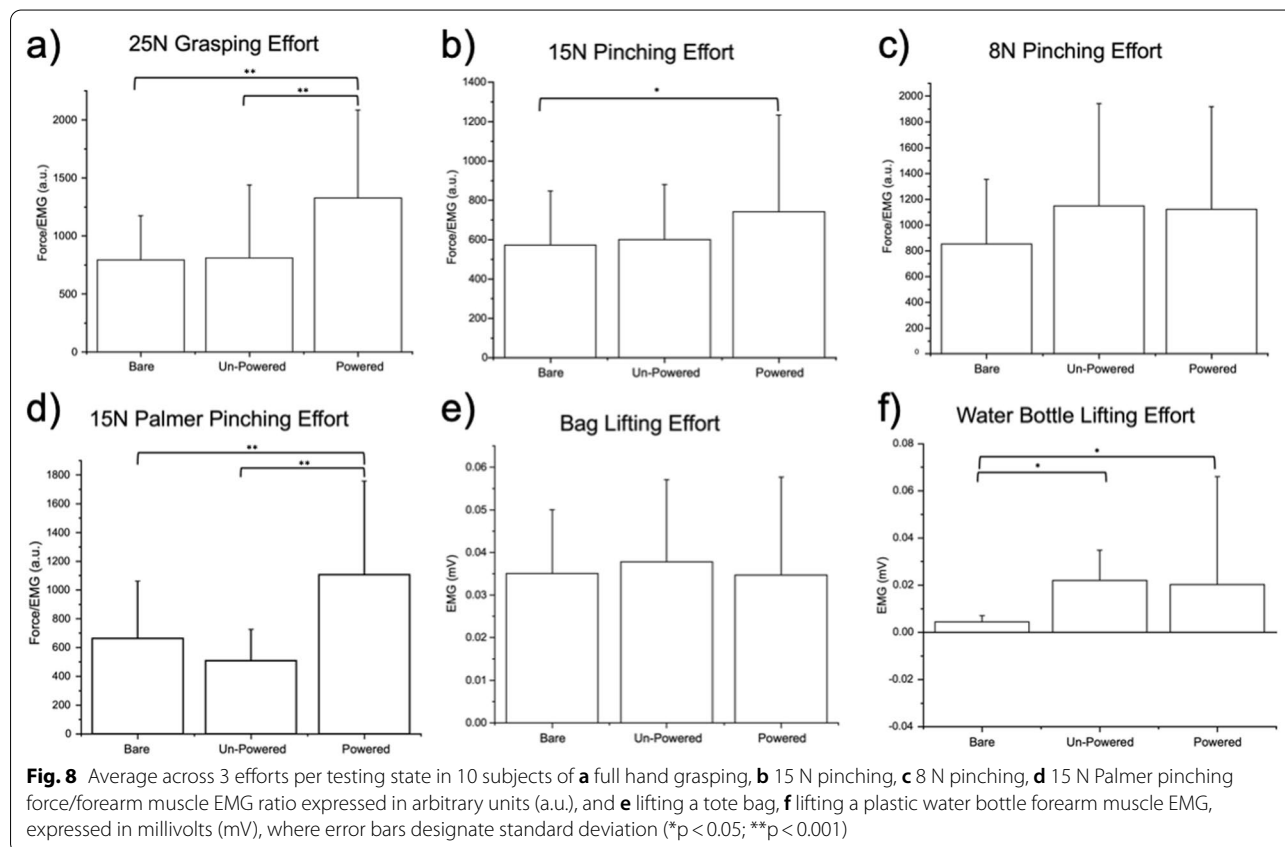 a)
25N Grasping Effort
**
**
Force/EMG (a.u.)
2000
1500
1000
500
0
Bare
Un-Powered
Powered
b)
15N Pinching Effort
*
Force/EMG (a.u.)
1400
1200
1000
800
600
400
200
0
Bare
Un-Powered
Powered
c)
8N Pinching Effort
Force/EMG (a.u.)
2000
1800
1600
1400
1200
1000
800
600
400
200
0
Bare
Un-Powered
Powered
d)
15N Palmer Pinching Effort
**
**
Force/EMG (a.u.)
1800
1600
1400
1200
1000
800
600
400
200
0
Bare
Un-Powered
Powered
e)
Bag Lifting Effort
EMG (mV)
0.06
0.05
0.04
0.03
0.02
0.01
0.00
Bare
Un-Powered
Powered
f)
Water Bottle Lifting Effort
*
*
EMG (mV)
0.08
0.06
0.04
0.02
0.00
-0.02
-0.04
Bare
Un-Powered
Powered
Fig. 8 Average across 3 efforts per testing state in 10 subjects of a full hand grasping, b 15 N pinching, c 8 N pinching, d 15 N Palmer pinching
force/forearm muscle EMG ratio expressed in arbitrary units (a.u.), and e lifting a tote bag, f lifting a plastic water bottle forearm muscle EMG,
expressed in millivolts (mV), where error bars designate standard deviation (*p < 0.05; **p < 0.001)